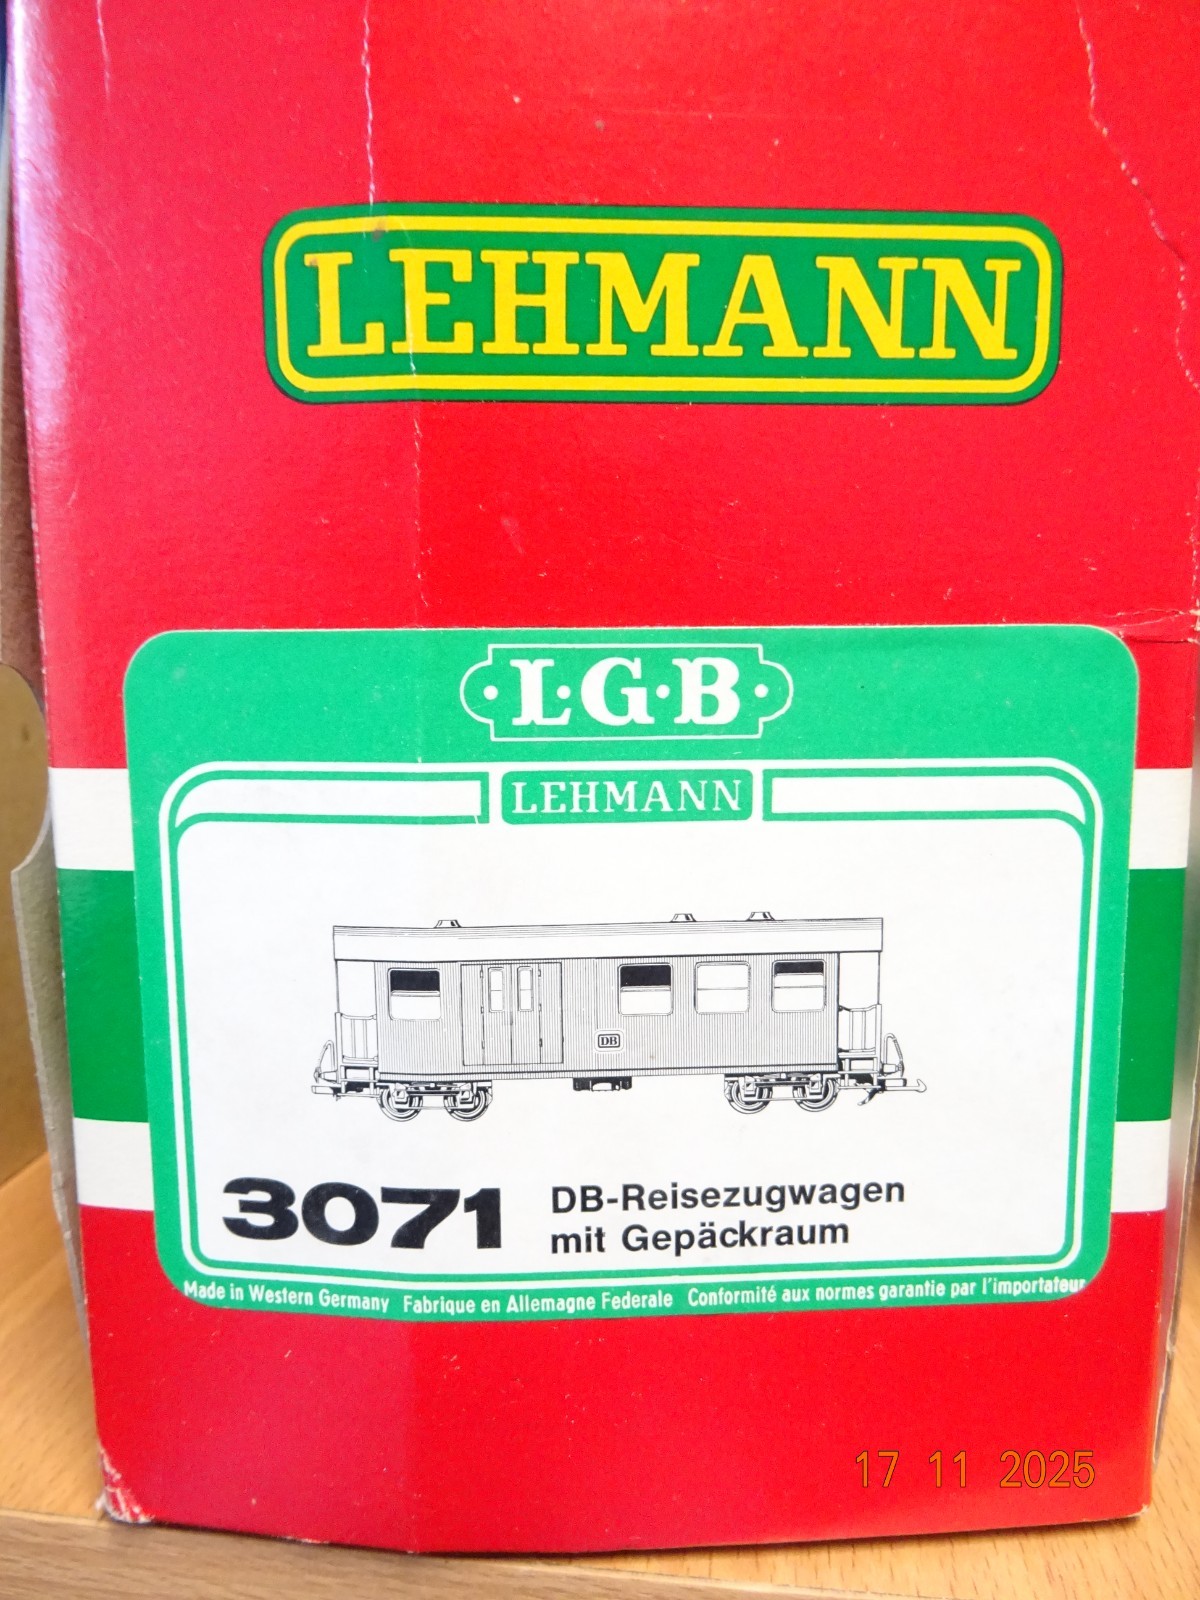 LEHMANN
L·G·B
LEHMANN
DB
3071 DB-Reisezugwagen
mit Gepäckraum
Made in Western Germany Fabrique en Allemagne Federale Conformité aux normes garantie par l'importateur
17 11 2025